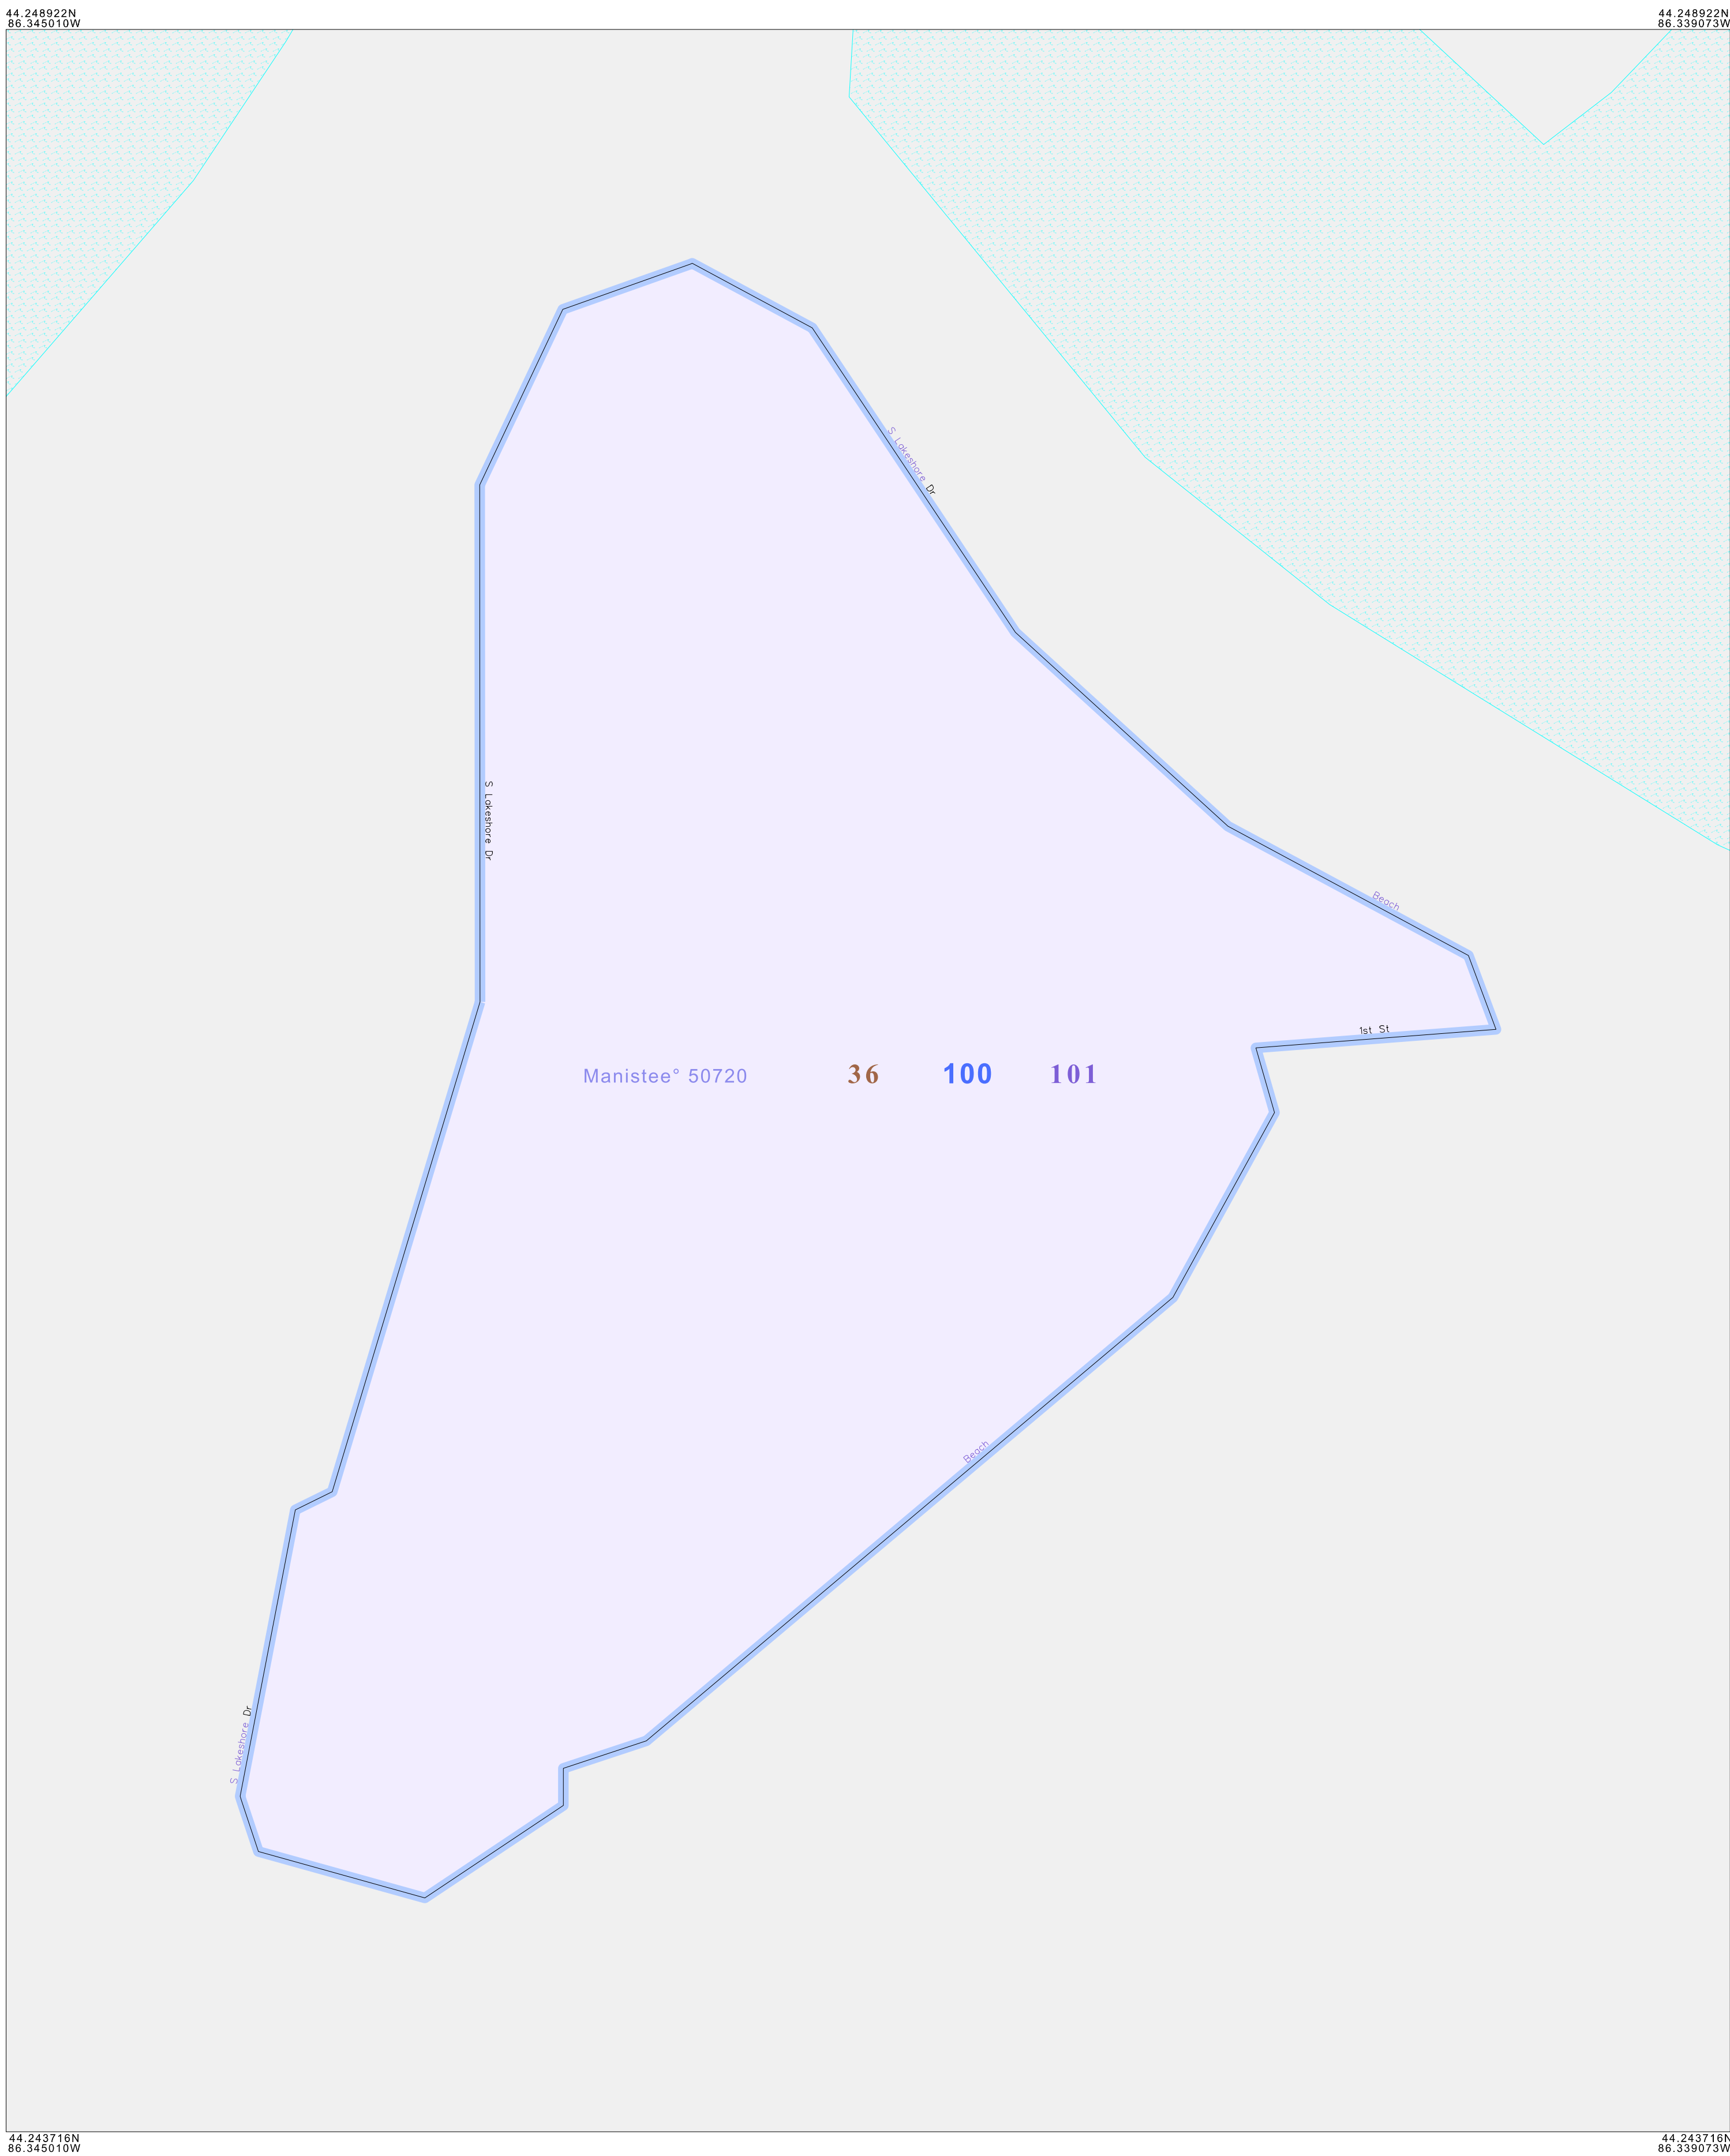 44.248922N
86.345010W
44.248922N
86.339073W
S Lakeshore Dr
S Lakeshore Dr
Beach
1st St
Manistee° 50720 36 100 101
Beach
S Lakeshore Dr
44.243716N
86.345010W
44.243716N
86.339073W